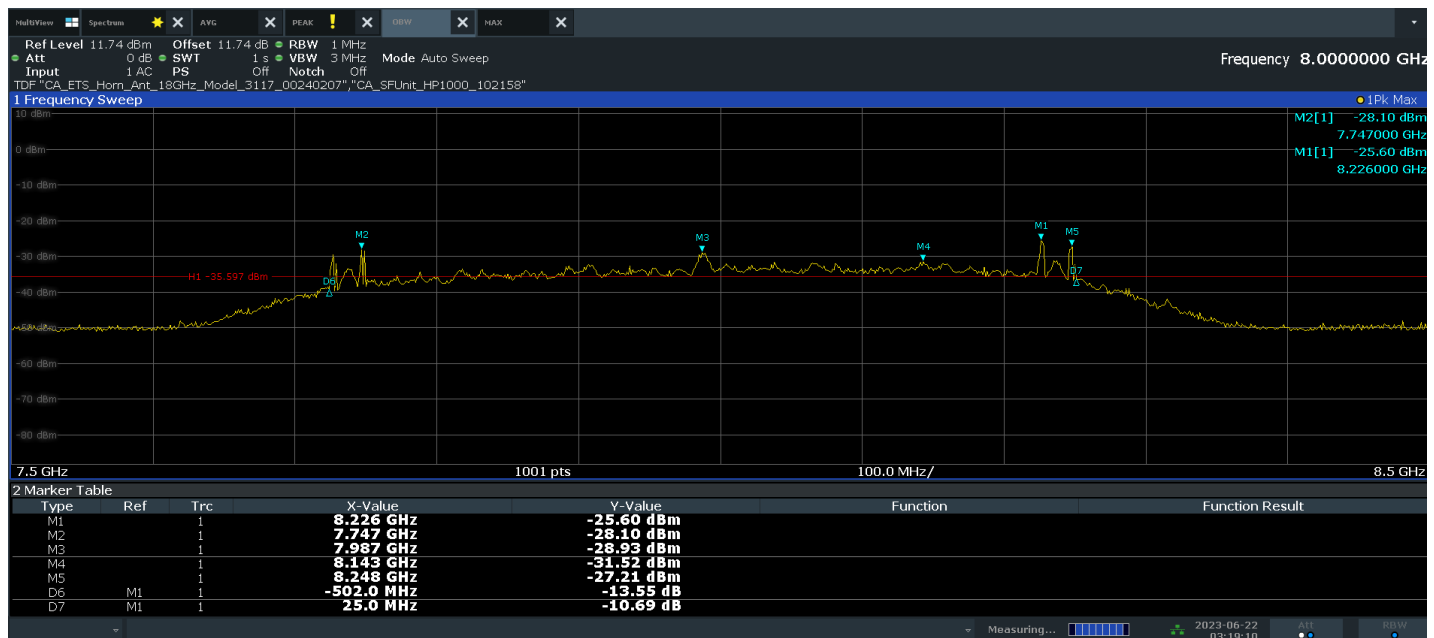 MultiView Spectrum AVG PEAK OBW MAX
Ref Level 11.74 dBm Offset 11.74 dB RBW 1 MHz
Att 0 dB SWT 1 s VBW 3 MHz Mode Auto Sweep
Input 1 AC PS Off Notch Off
Frequency 8.0000000 GHz
TDF "CA_ETS_Horn_Ant_18GHz_Model_3117_00240207","CA_SFUnit_HP1000_102158"
1 Frequency Sweep 1Pk Max
10 dBm
M2[1] -28.10 dBm
7.747000 GHz
0 dBm
M1[1] -25.60 dBm
8.226000 GHz
-10 dBm
-20 dBm
M1
M5
M2
M3
M4
-30 dBm
H1 -35.597 dBm
D7
D6
-40 dBm
-50 dBm
-60 dBm
-70 dBm
-80 dBm
7.5 GHz 1001 pts 100.0 MHz/ 8.5 GHz
2 Marker Table
Type Ref Trc X-Value Y-Value Function Function Result
M1 1 8.226 GHz -25.60 dBm
M2 1 7.747 GHz -28.10 dBm
M3 1 7.987 GHz -28.93 dBm
M4 1 8.143 GHz -31.52 dBm
M5 1 8.248 GHz -27.21 dBm
D6 M1 1 -502.0 MHz -13.55 dB
D7 M1 1 25.0 MHz -10.69 dB
Measuring... 2023-06-22 Att RBW
03:19:10